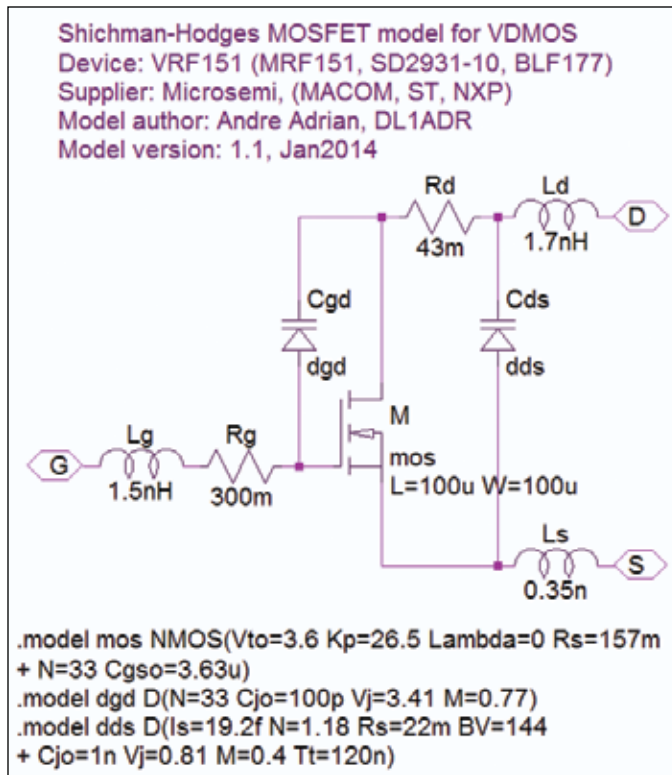 Shichman-Hodges MOSFET model for VDMOS
Device: VRF151 (MRF151, SD2931-10, BLF177)
Supplier: Microsemi, (MACOM, ST, NXP)
Model author: Andre Adrian, DL1ADR
Model version: 1.1, Jan2014
Rd
Ld
D
43m
1.7nH
Cgd
Cds
dgd
dds
M
Lg
Rg
mos
G
L=100u W=100u
1.5nH
300m
Ls
S
0.35n
.model mos NMOS(Vto=3.6 Kp=26.5 Lambda=0 Rs=157m
+ N=33 Cgso=3.63u)
.model dgd D(N=33 Cjo=100p Vj=3.41 M=0.77)
.model dds D(Is=19.2f N=1.18 Rs=22m BV=144
+ Cjo=1n Vj=0.81 M=0.4 Tt=120n)